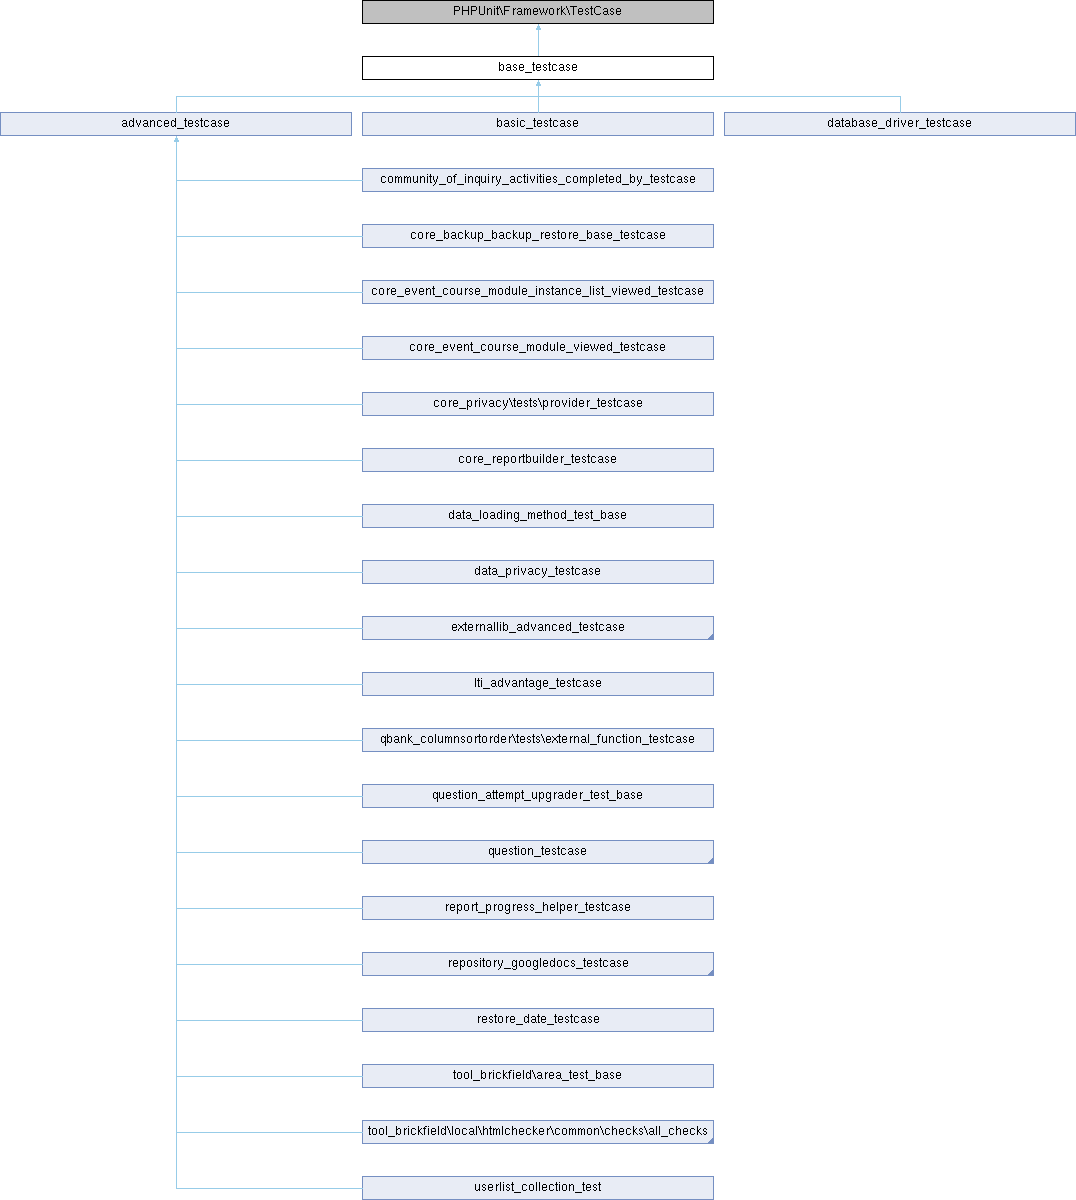 PHPUnit\Framework\TestCase
base_testcase
advanced_testcase
basic_testcase
database_driver_testcase
community_of_inquiry_activities_completed_by_testcase
core_backup_backup_restore_base_testcase
core_event_course_module_instance_list_viewed_testcase
core_event_course_module_viewed_testcase
core_privacy\tests\provider_testcase
core_reportbuilder_testcase
data_loading_method_test_base
data_privacy_testcase
externallib_advanced_testcase
lti_advantage_testcase
qbank_columnsortorder\tests\external_function_testcase
question_attempt_upgrader_test_base
question_testcase
report_progress_helper_testcase
repository_googledocs_testcase
restore_date_testcase
tool_brickfield\area_test_base
tool_brickfield\local\htmlchecker\common\checks\all_checks
userlist_collection_test